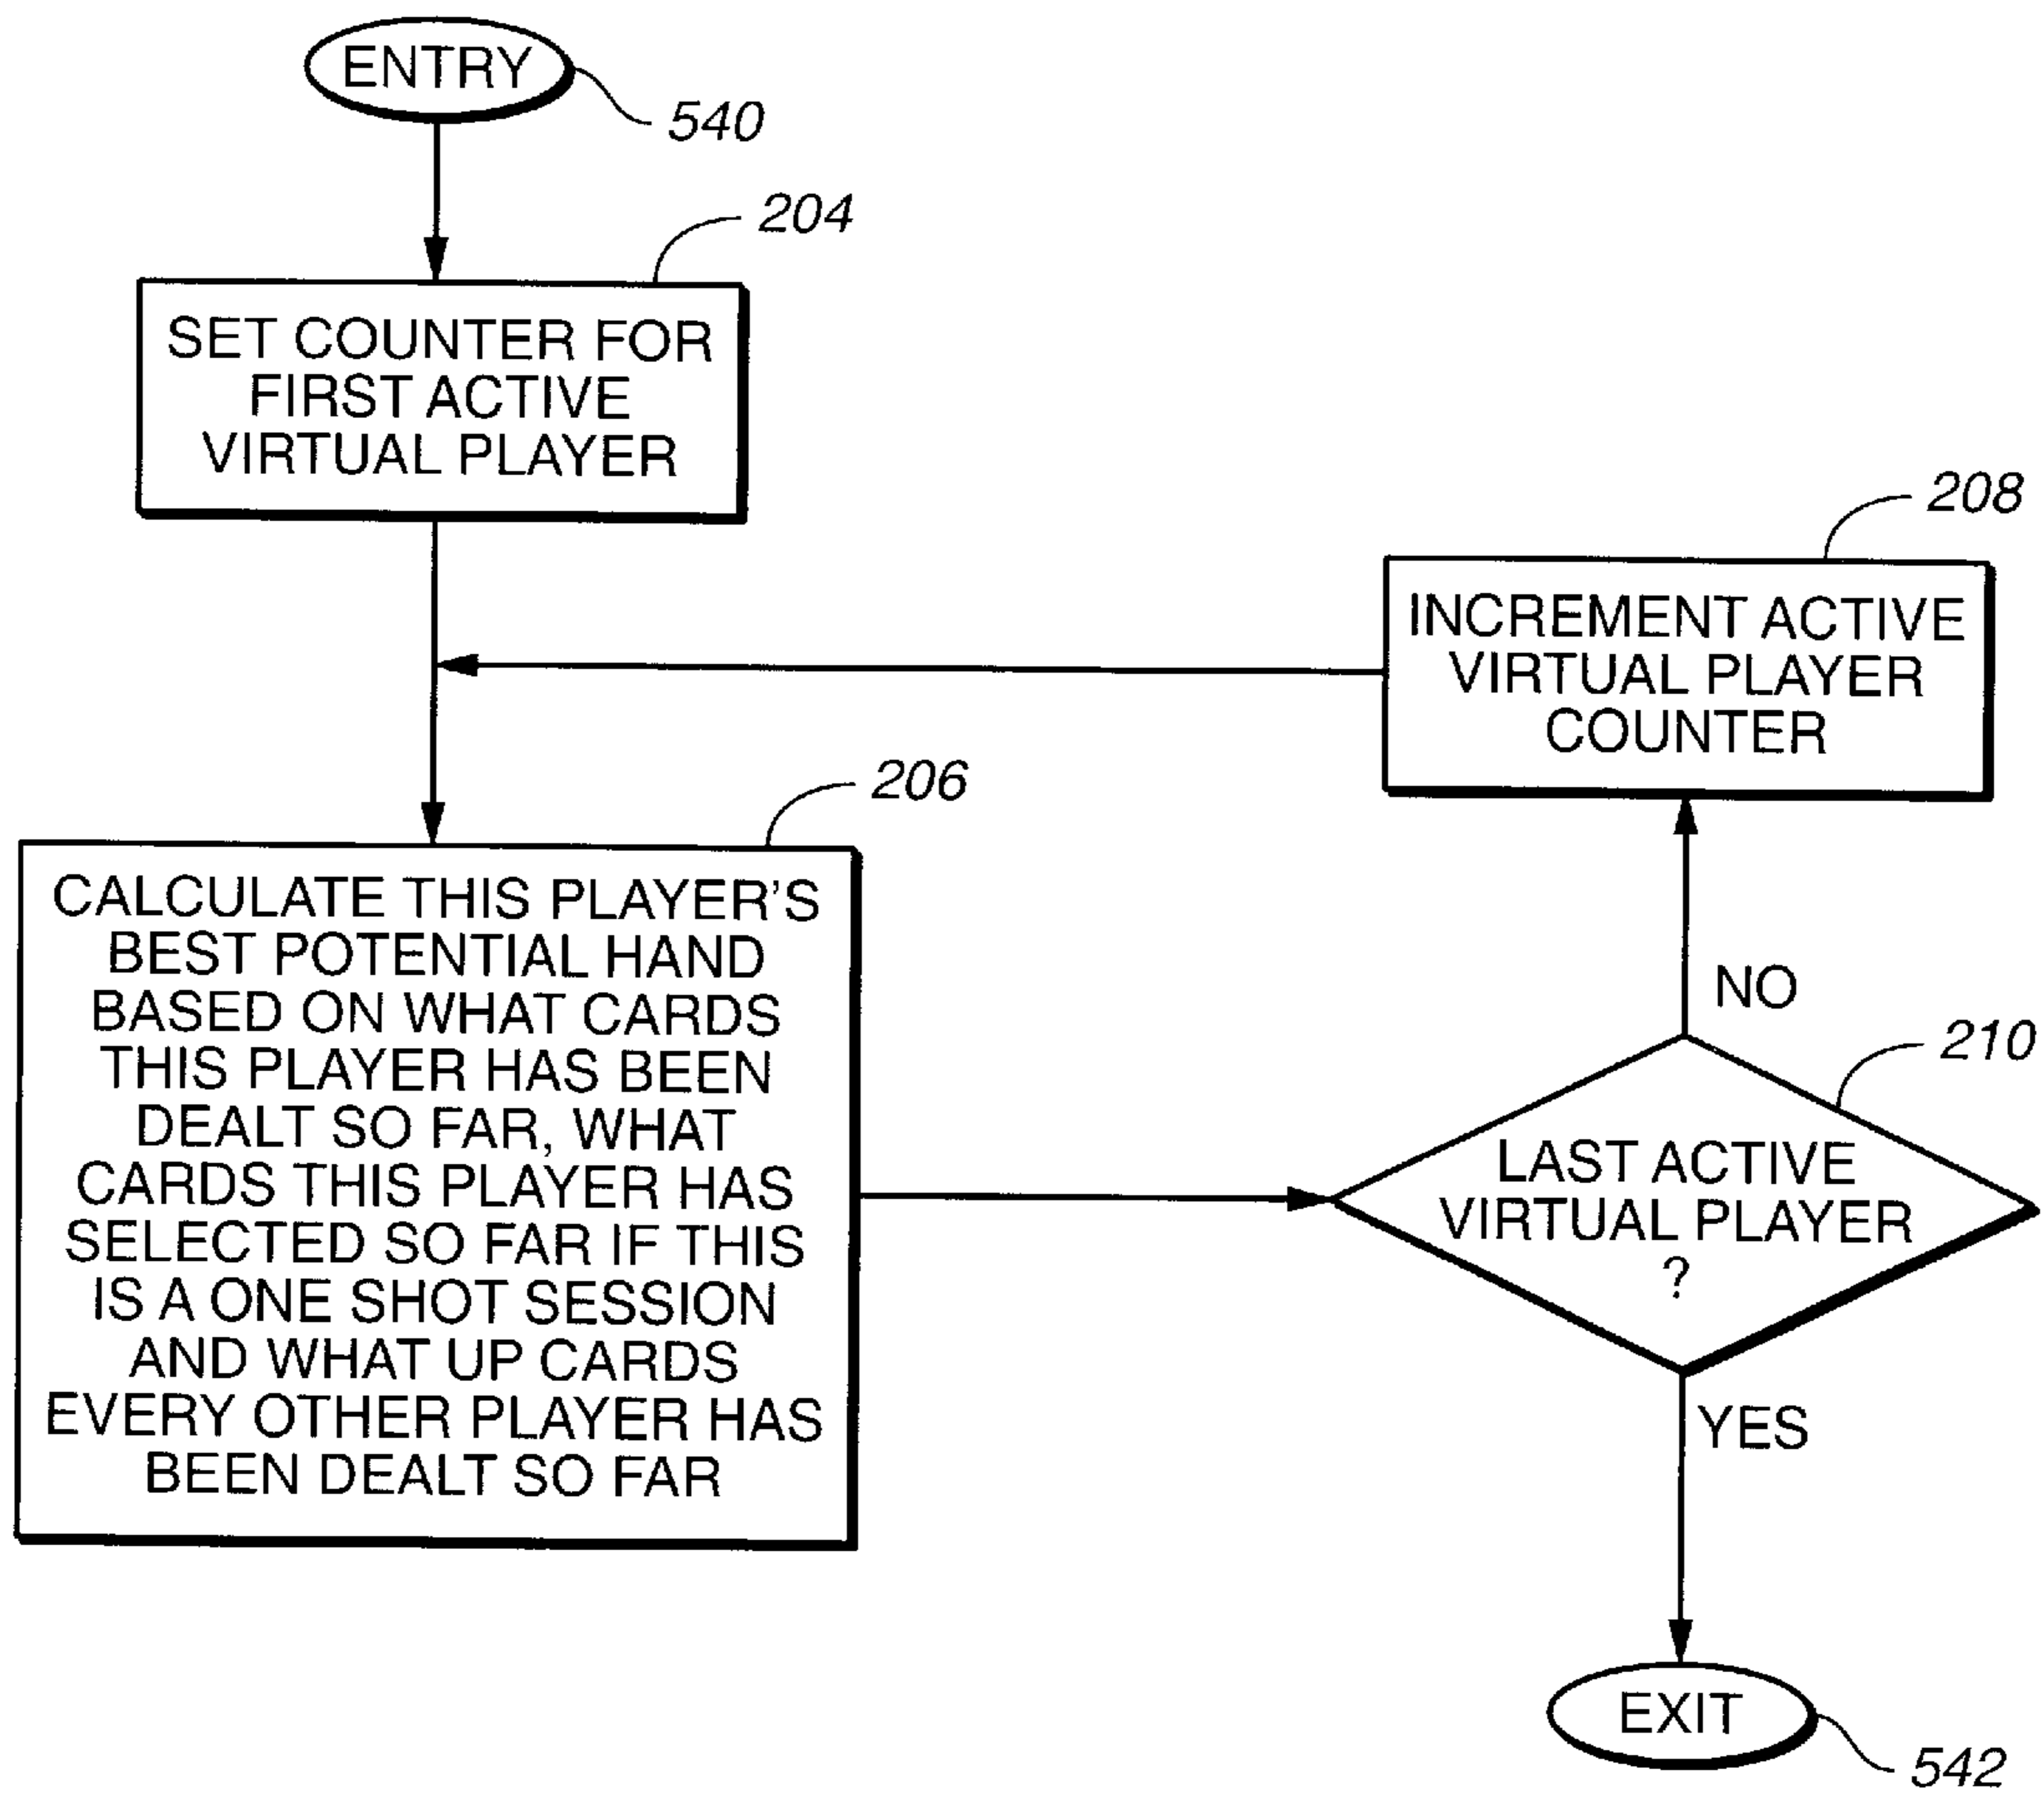 ENTRY
540
204
SET COUNTER FOR
FIRST ACTIVE
VIRTUAL PLAYER
208
INCREMENT ACTIVE
VIRTUAL PLAYER
COUNTER
206
CALCULATE THIS PLAYER'S
BEST POTENTIAL HAND
BASED ON WHAT CARDS
THIS PLAYER HAS BEEN
DEALT SO FAR, WHAT
CARDS THIS PLAYER HAS
SELECTED SO FAR IF THIS
IS A ONE SHOT SESSION
AND WHAT UP CARDS
EVERY OTHER PLAYER HAS
BEEN DEALT SO FAR
NO
210
LAST ACTIVE
VIRTUAL PLAYER
?
YES
EXIT
542